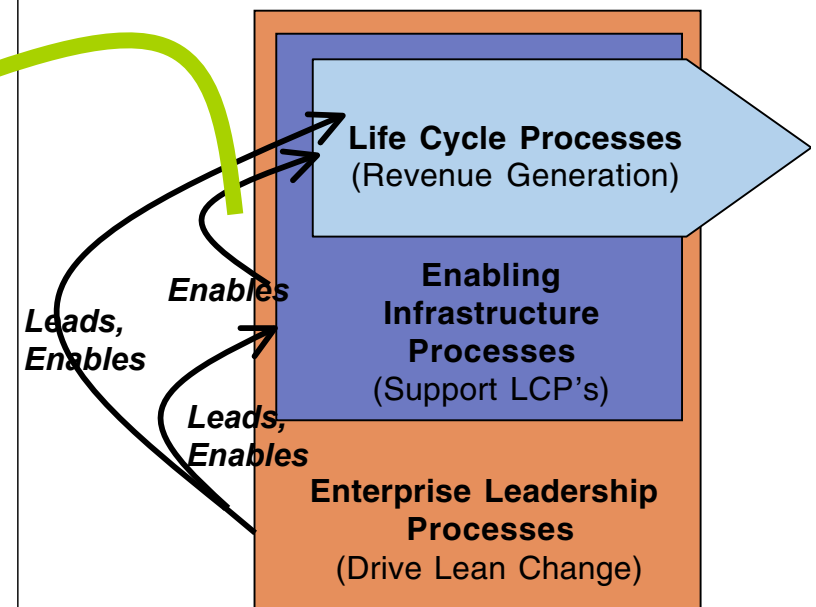 Life Cycle Processes
(Revenue Generation)
Enables
Enabling
Infrastructure
Processes
(Support LCP's)
Leads,
Enables
Leads,
Enables
Enterprise Leadership
Processes
(Drive Lean Change)